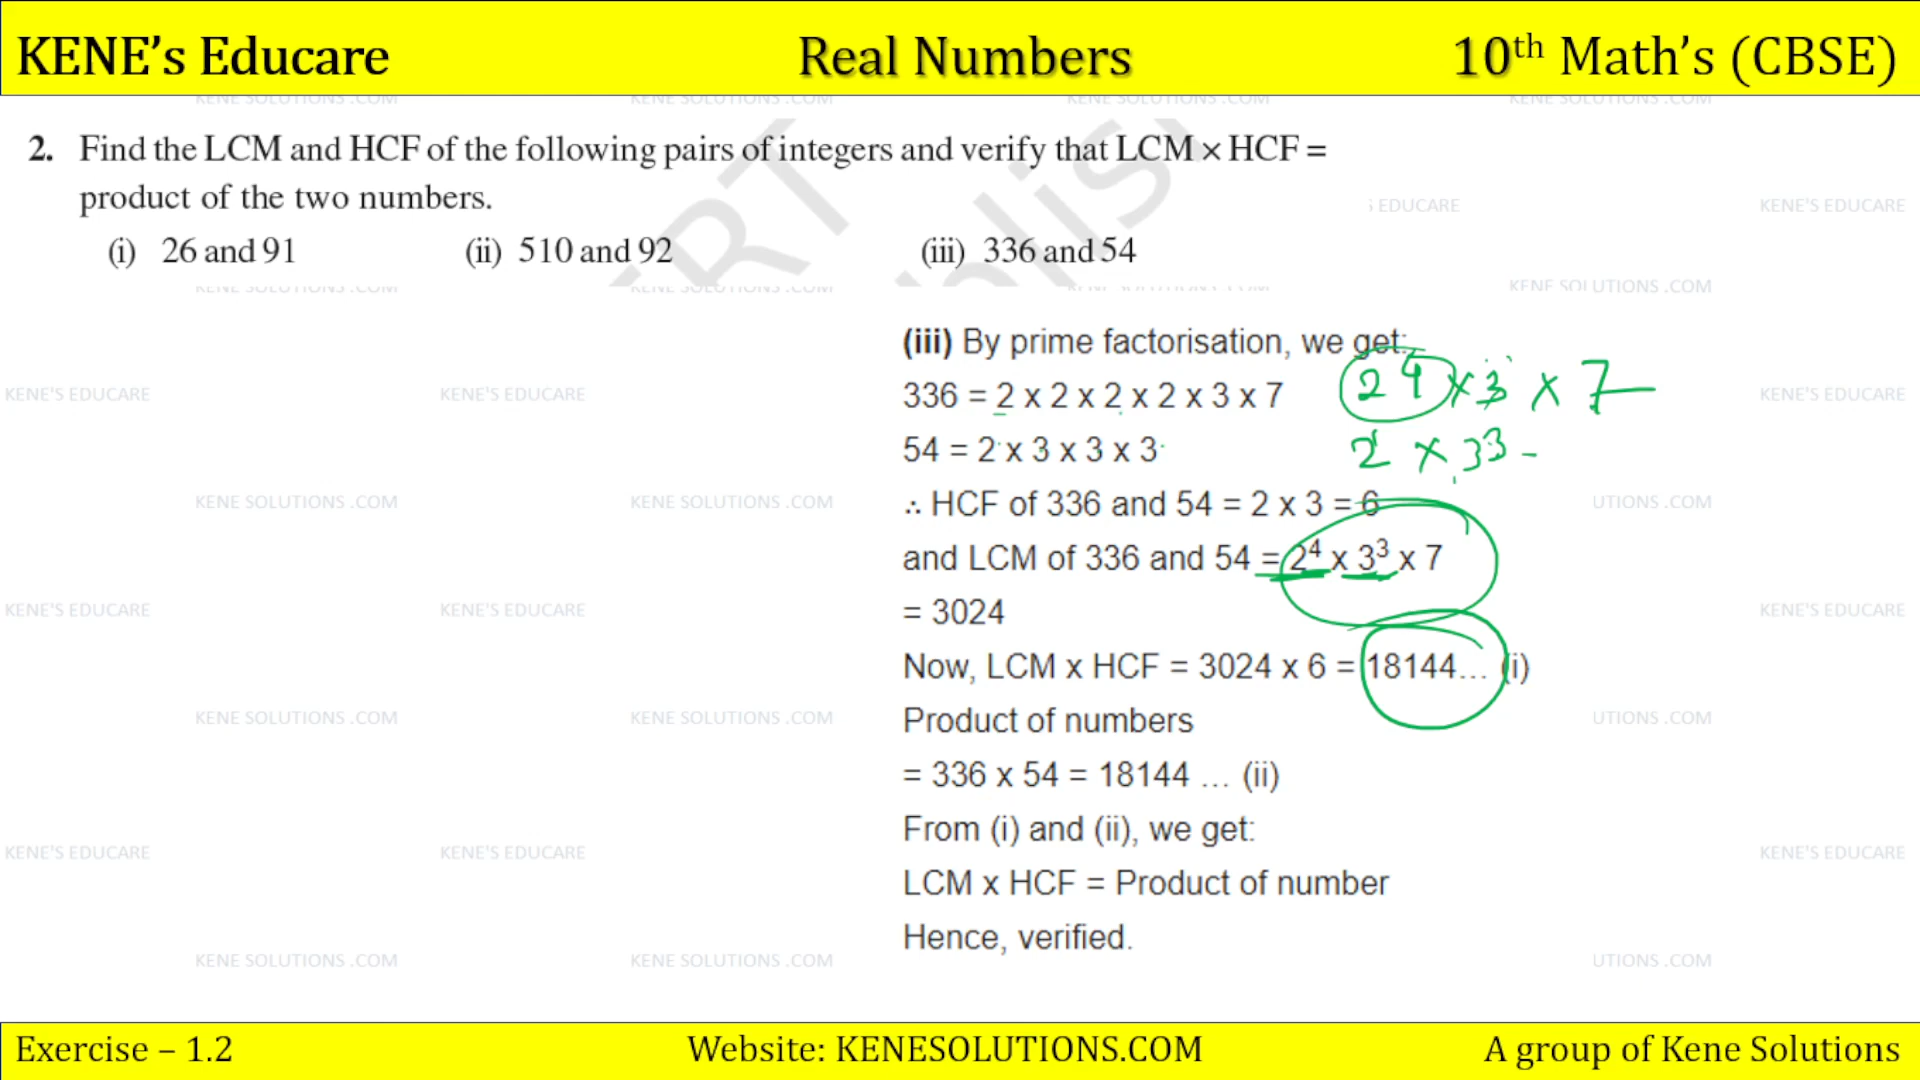 KENE’s Educare Real Numbers 10th Math’s (CBSE)
2. Find the LCM and HCF of the following pairs of integers and verify that LCM × HCF =
product of the two numbers.
(i) 26 and 91 (ii) 510 and 92 (iii) 336 and 54
(iii) By prime factorisation, we get:
336 = 2 x 2 x 2 x 2 x 3 x 7 2⁴ × 3 × 7
54 = 2 x 3 x 3 x 3 2¹ × 3³
∴ HCF of 336 and 54 = 2 x 3 = 6
and LCM of 336 and 54 = 2⁴ x 3³ x 7
= 3024
Now, LCM x HCF = 3024 x 6 = 18144... (i)
Product of numbers
= 336 x 54 = 18144 ... (ii)
From (i) and (ii), we get:
LCM x HCF = Product of number
Hence, verified.
KENE'S EDUCARE
KENE SOLUTIONS .COM
Exercise – 1.2 Website: KENESOLUTIONS.COM A group of Kene Solutions